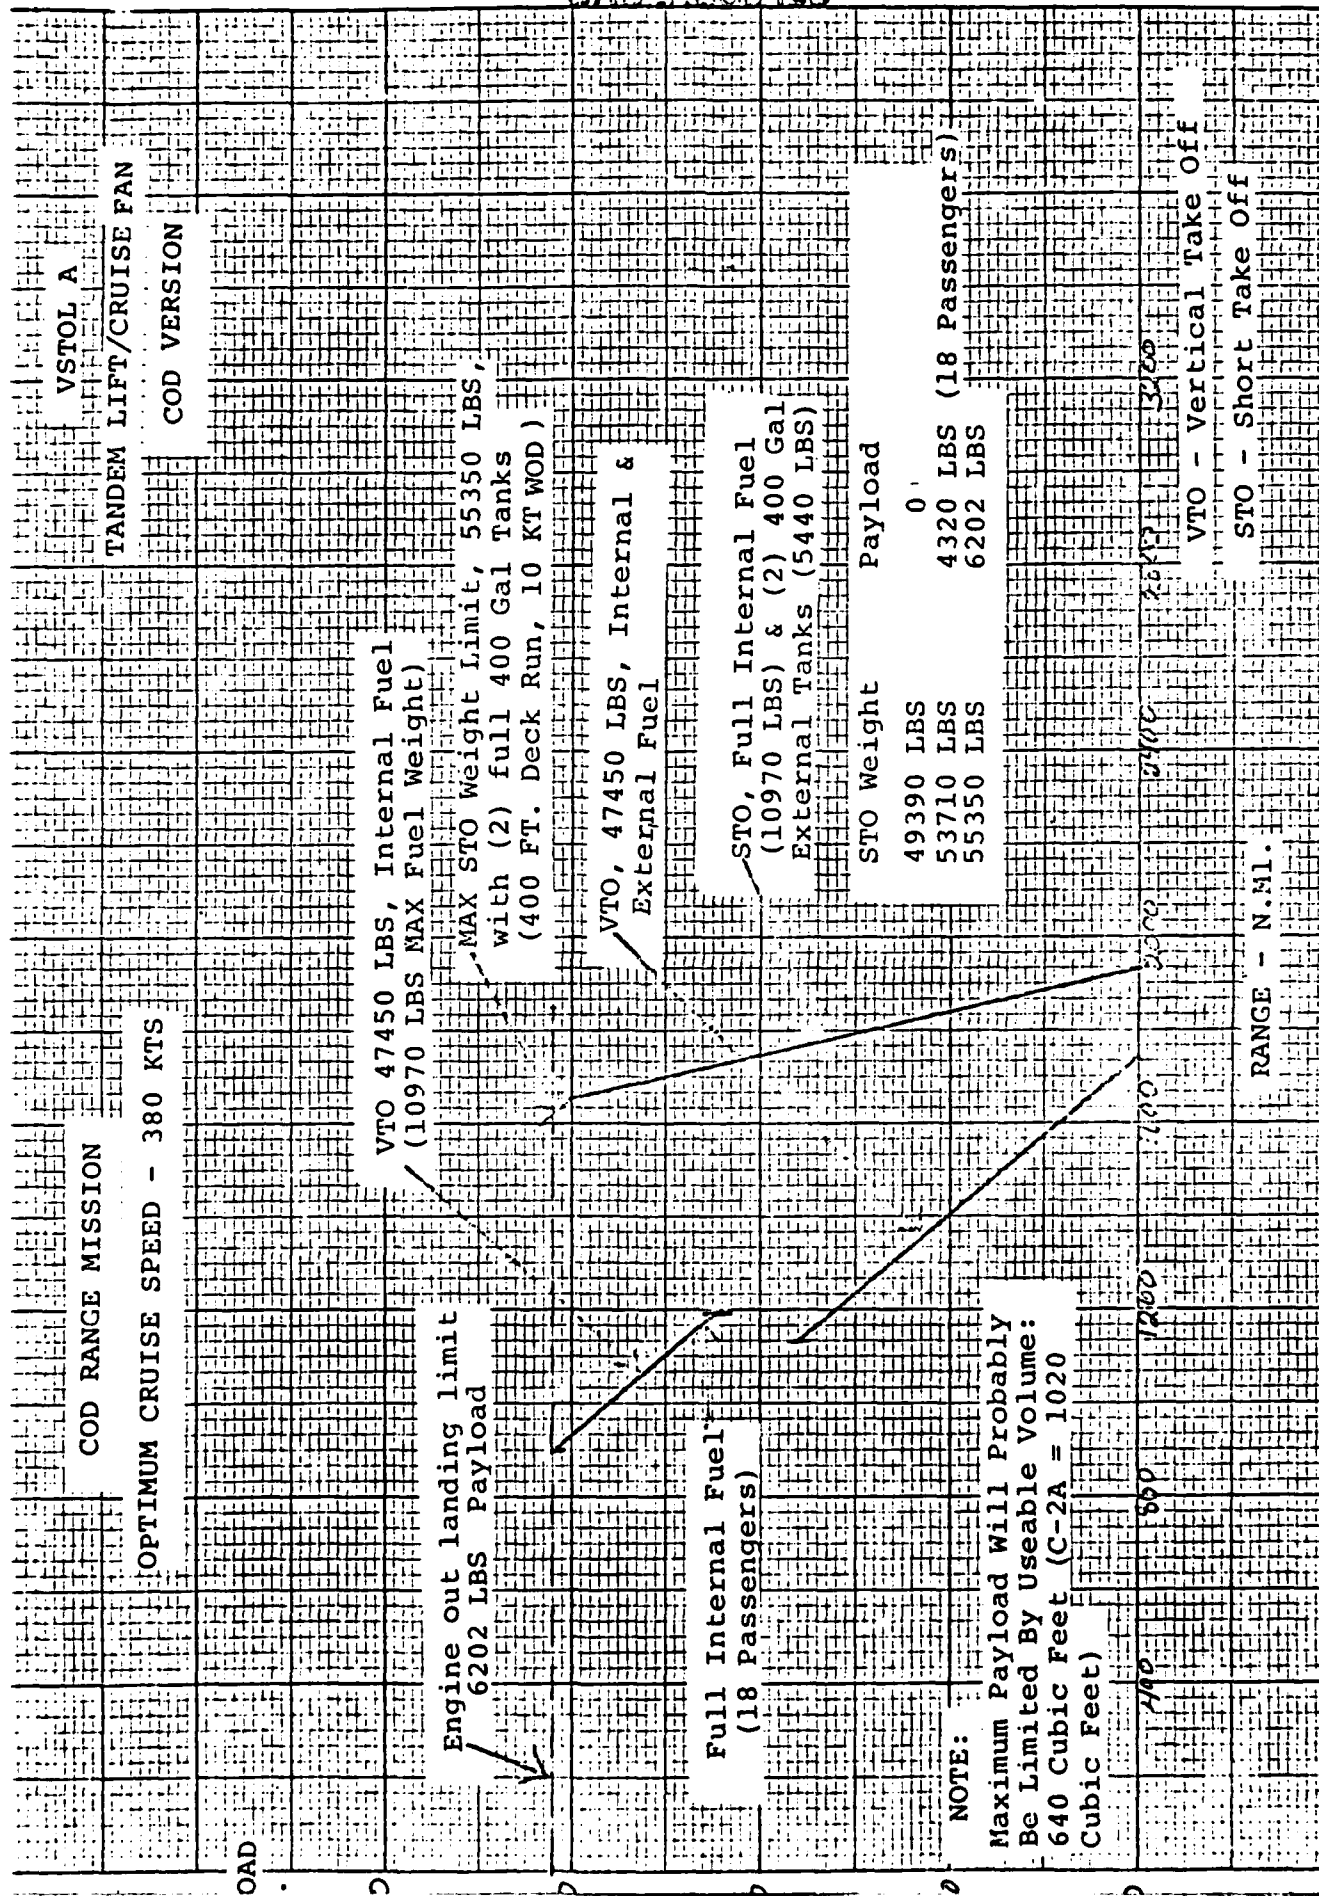 COD RANGE MISSION
OPTIMUM CRUISE SPEED - 380 KTS
VSTOL A
TANDEM LIFT/CRUISE FAN
COD VERSION
VTO 47450 LBS, Internal Fuel
(10970 LBS MAX Fuel Weight)
MAX STO Weight Limit, 55350 LBS,
with (2) full 400 Gal Tanks
(400 FT. Deck Run, 10 KT WOD)
Engine out landing limit
6202 LBS Payload
VTO, 47450 LBS, Internal &
External Fuel
STO, Full Internal Fuel
(10970 LBS) & (2) 400 Gal
External Tanks (5440 LBS)
Full Internal Fuel
(18 Passengers)
STO Weight Payload
49390 LBS 0
53710 LBS 4320 LBS (18 Passengers)
55350 LBS 6202 LBS
NOTE:
Maximum Payload Will Probably
Be Limited By Useable Volume:
640 Cubic Feet (C-2A = 1020
Cubic Feet)
OAD
400 800 1200 2000 2400 3200
RANGE - N.MI.
VTO - Vertical Take Off
STO - Short Take Off